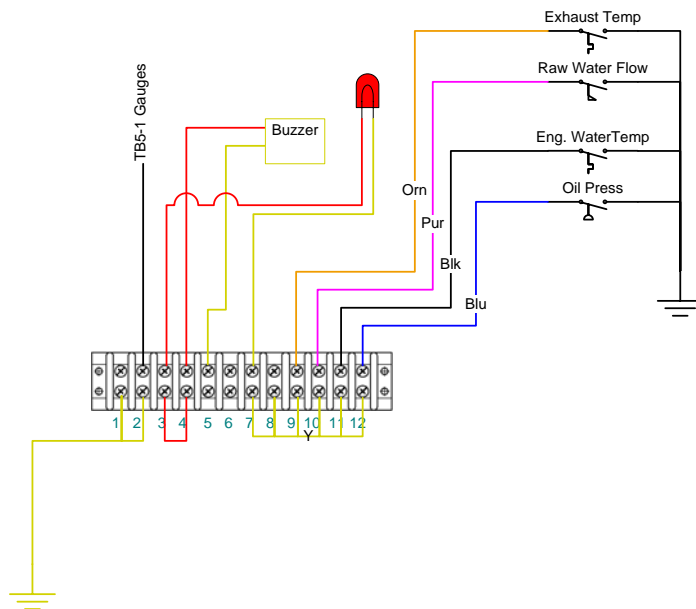 Exhaust Temp
Raw Water Flow
TB5-1 Gauges
Buzzer
Eng. WaterTemp
Orn
Oil Press
Pur
Blk
Blu
1 2 3 4 5 6 7 8 9 10 11 12
Y